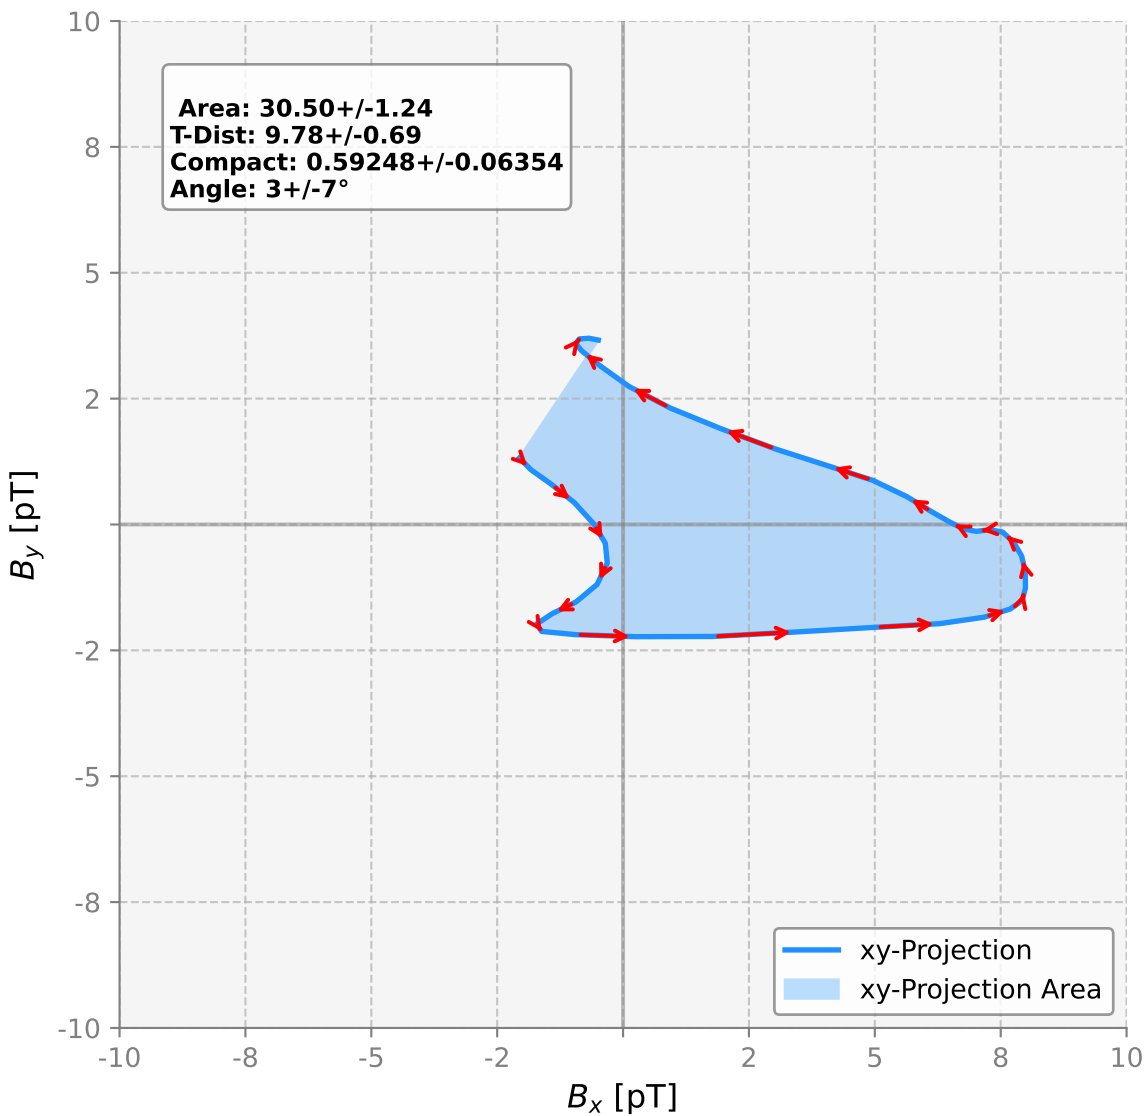 10
8
5
2
-2
-5
-8
-10
B_y [pT]
Area: 30.50+/-1.24
T-Dist: 9.78+/-0.69
Compact: 0.59248+/-0.06354
Angle: 3+/-7°
xy-Projection
xy-Projection Area
-10 -8 -5 -2 2 5 8 10
B_x [pT]